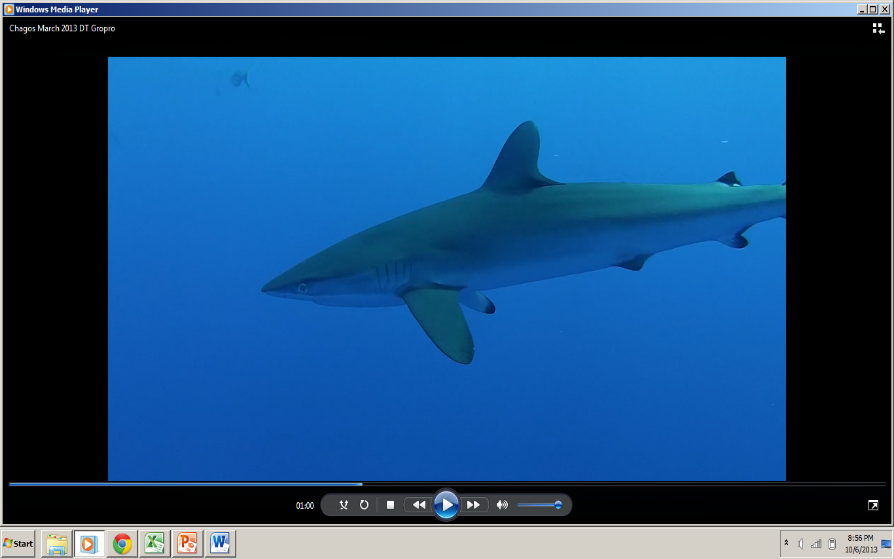 Windows Media Player
Chagos March 2013 DT Gropro
01:00
Start
8:56 PM
10/6/2013